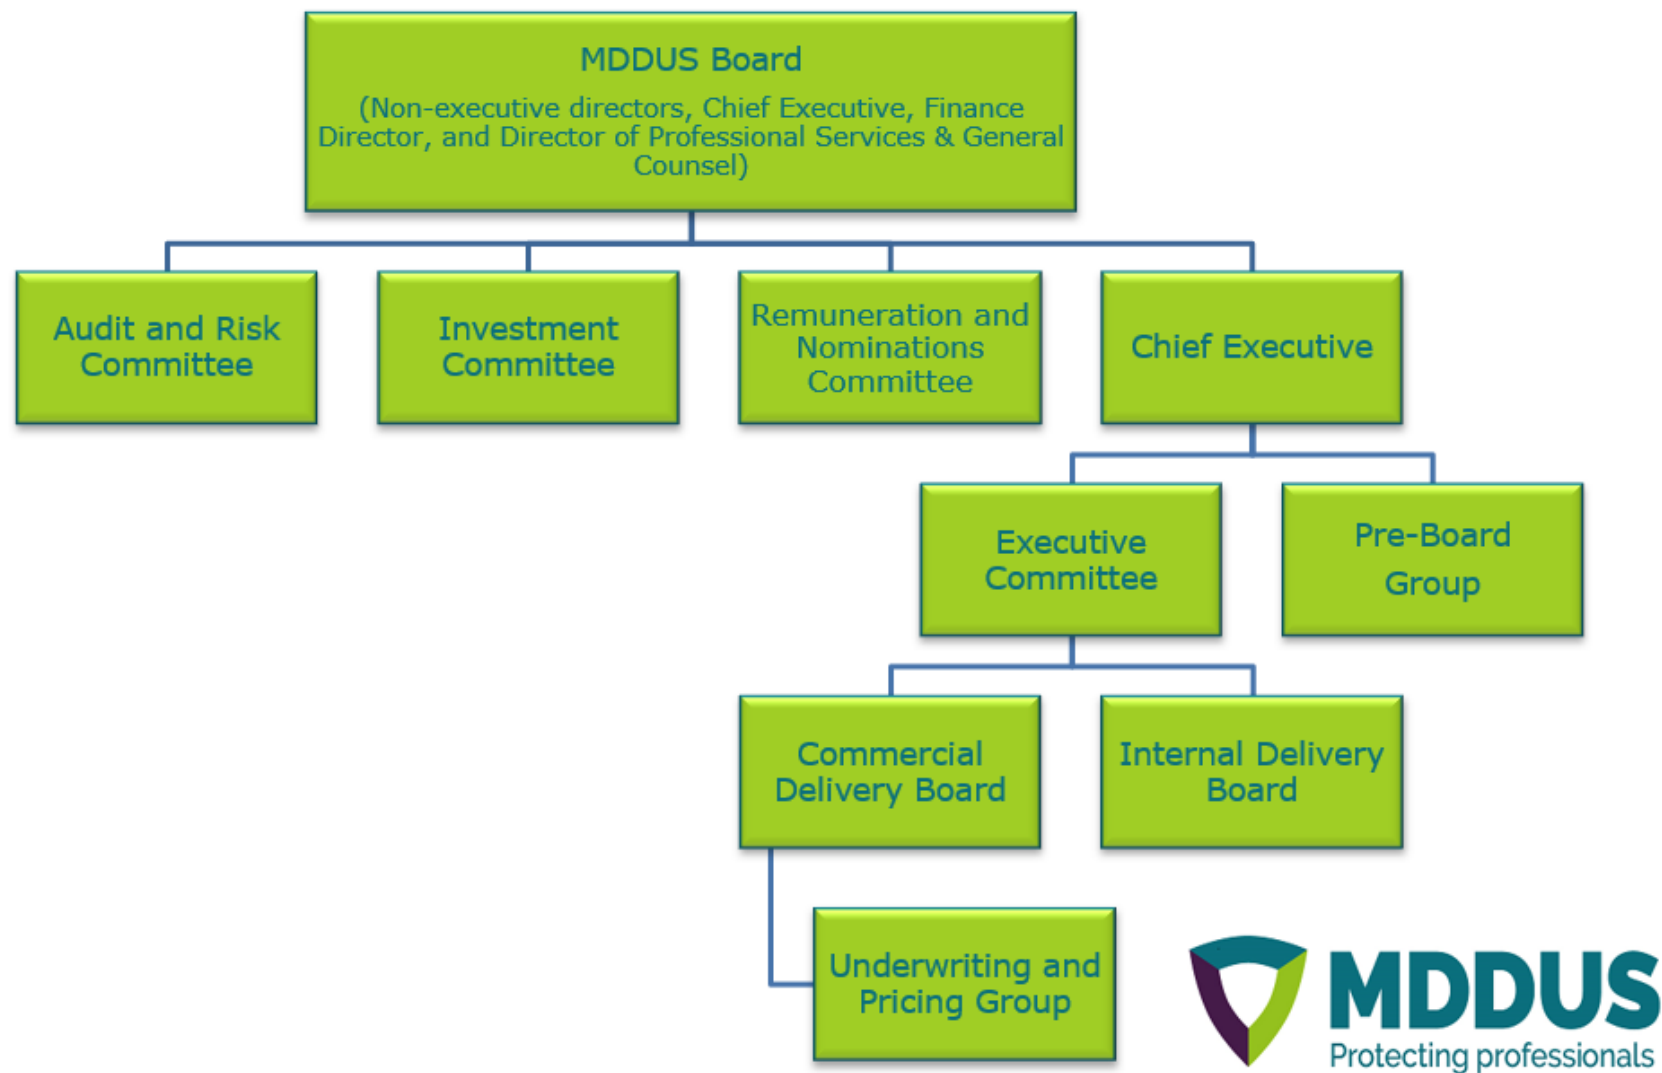 MDDUS Board
(Non-executive directors, Chief Executive, Finance
Director, and Director of Professional Services & General
Counsel)
Audit and Risk
Committee
Investment
Committee
Remuneration and
Nominations
Committee
Chief Executive
Executive
Committee
Pre-Board
Group
Commercial
Delivery Board
Internal Delivery
Board
Underwriting and
Pricing Group
MDDUS
Protecting professionals